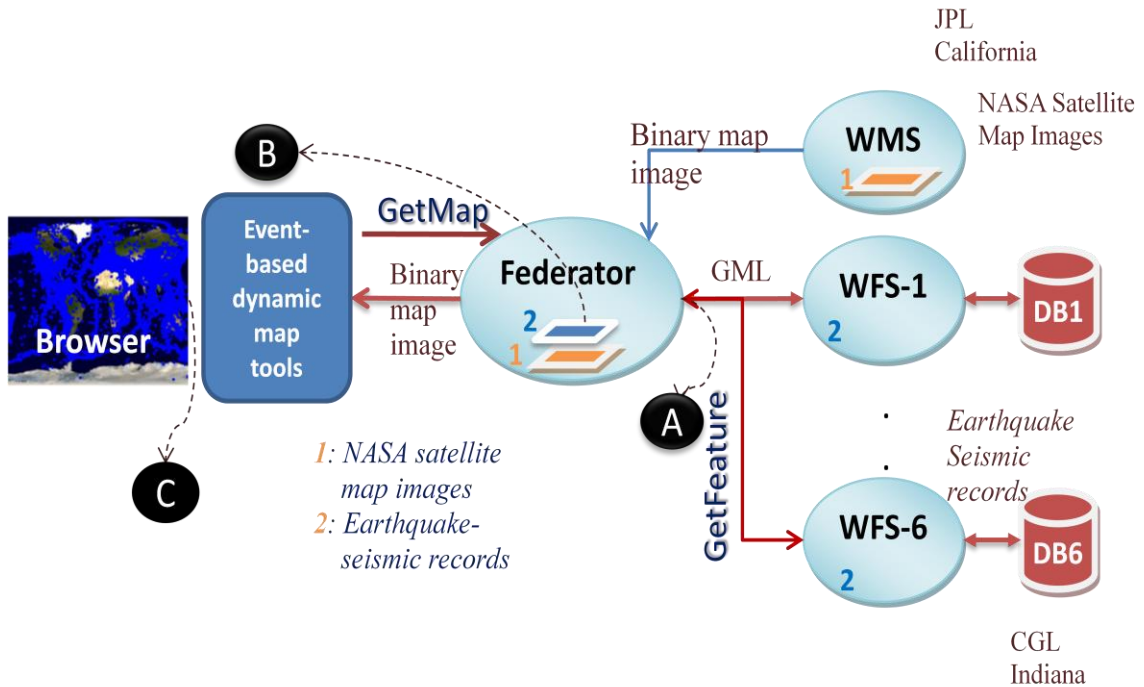 JPL
California
NASA Satellite
Map Images
WMS
1
Binary map
image
B
GetMap
Event-
based
dynamic
map
tools
Browser
Binary
map
image
Federator
2
1
GML
WFS-1
2
DB1
A
GetFeature
C
1: NASA satellite
map images
2: Earthquake-
seismic records
Earthquake
Seismic
records
WFS-6
2
DB6
CGL
Indiana